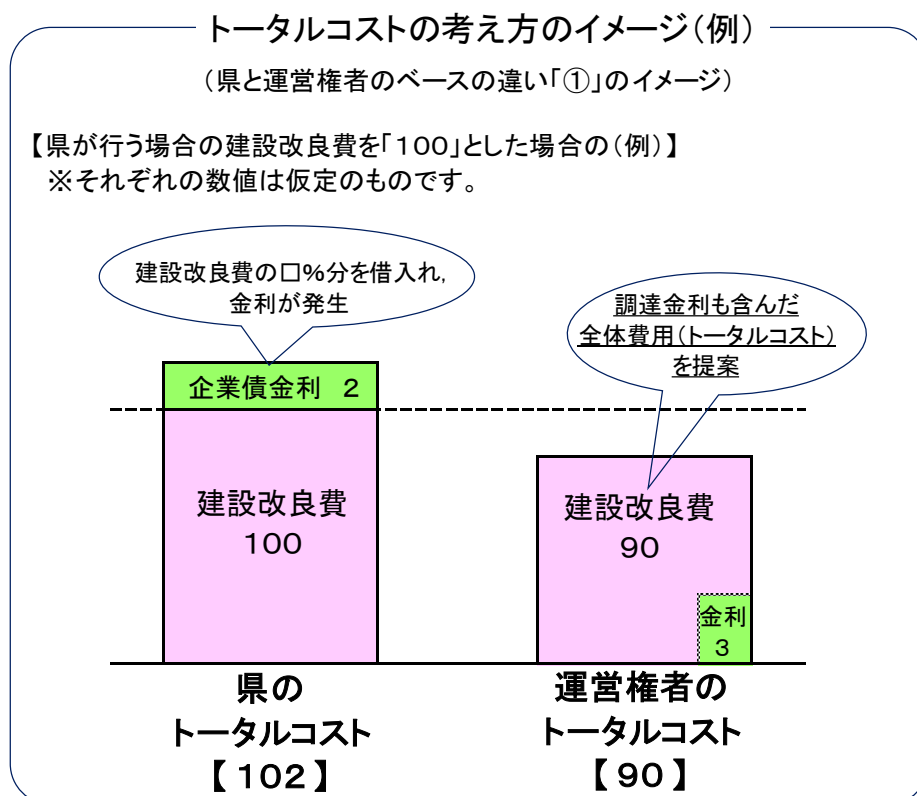 トータルコストの考え方のイメージ（例）
（県と運営権者のベースの違い「①」のイメージ）
【県が行う場合の建設改良費を「１００」とした場合の（例）】
※それぞれの数値は仮定のものです。
建設改良費の□%分を借入れ，
金利が発生
調達金利も含んだ
全体費用（トータルコスト）
を提案
企業債金利　２
建設改良費
１００
建設改良費
９０
金利
３
県の
トータルコスト
【１０２】
運営権者の
トータルコスト
【９０】